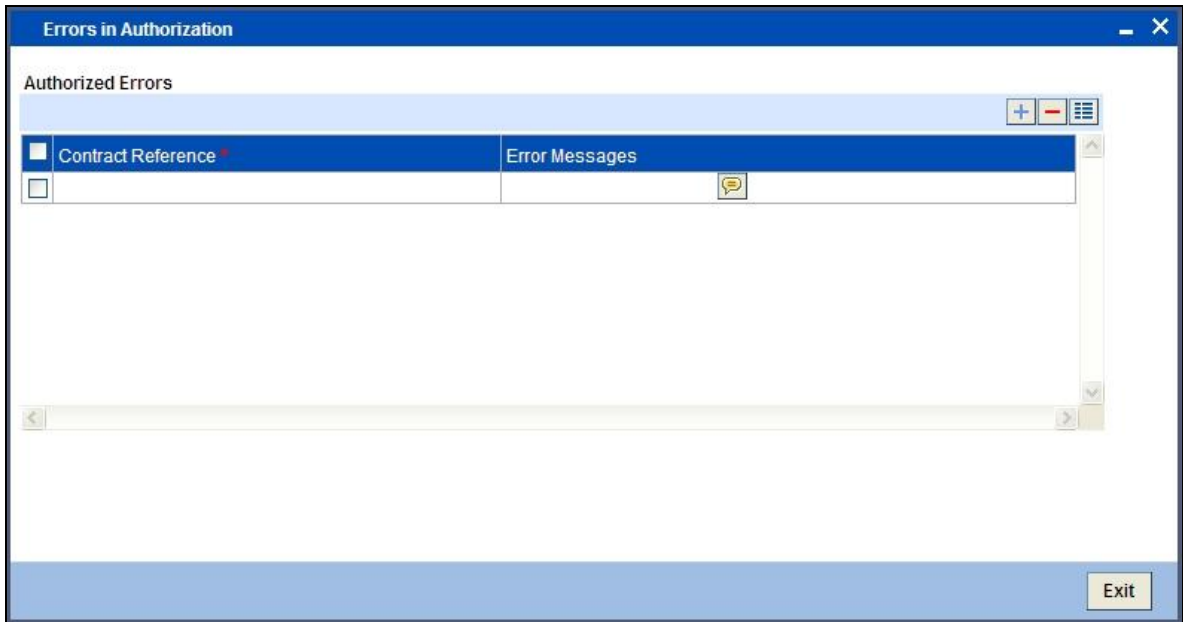 Errors in Authorization
Authorized Errors
Contract Reference *
Error Messages
Exit